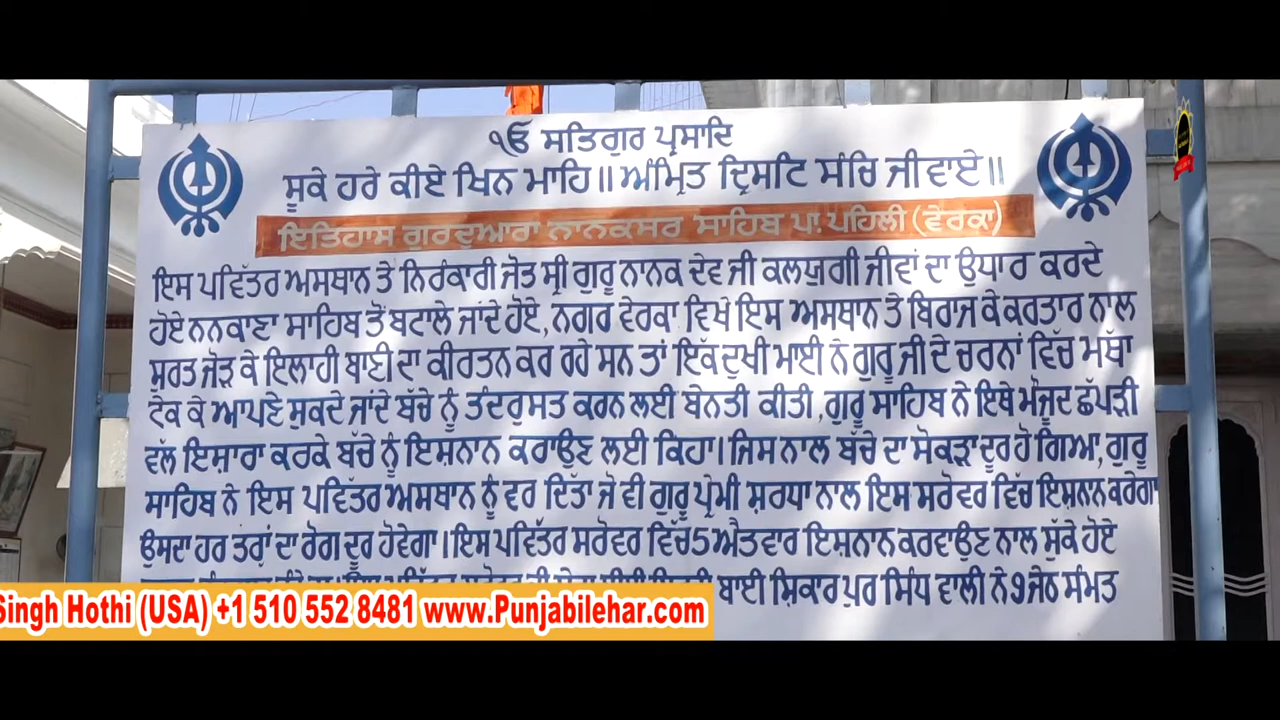 ੴ ਸਤਿਗੁਰ ਪ੍ਰਸਾਦਿ
ਸੂਕੇ ਹਰੇ ਕੀਏ ਖਿਨ ਮਾਹਿ॥ ਅੰਮ੍ਰਿਤ ਦ੍ਰਿਸਟਿ ਸੰਚਿ ਜੀਵਾਏ॥
ਇਤਿਹਾਸ ਗੁਰਦੁਆਰਾ ਨਾਨਕਸਰ ਸਾਹਿਬ ਪਾ. ਪਹਿਲੀ (ਵੇਰਕਾ)
ਇਸ ਪਵਿੱਤਰ ਅਸਥਾਨ ਤੇ ਨਿਰੰਕਾਰੀ ਜੋਤ ਸ੍ਰੀ ਗੁਰੂ ਨਾਨਕ ਦੇਵ ਜੀ ਕਲਯੁਗੀ ਜੀਵਾਂ ਦਾ ਉਧਾਰ ਕਰਦੇ
ਹੋਏ ਨਨਕਾਣਾ ਸਾਹਿਬ ਤੋਂ ਬਟਾਲੇ ਜਾਂਦੇ ਹੋਏ, ਨਗਰ ਵੇਰਕਾ ਵਿਖੇ ਇਸ ਅਸਥਾਨ ਤੇ ਬਿਰਾਜ ਕੇ ਕਰਤਾਰ ਨਾਲ
ਸੁਰਤ ਜੋੜ ਕੇ ਇਲਾਹੀ ਬਾਣੀ ਦਾ ਕੀਰਤਨ ਕਰ ਰਹੇ ਸਨ ਤਾਂ ਇੱਕ ਦੁਖੀ ਮਾਈ ਨੇ ਗੁਰੂ ਜੀ ਦੇ ਚਰਨਾਂ ਵਿੱਚ ਮੱਥਾ
ਟੇਕ ਕੇ ਆਪਣੇ ਸੁਕਦੇ ਜਾਂਦੇ ਬੱਚੇ ਨੂੰ ਤੰਦਰੁਸਤ ਕਰਨ ਲਈ ਬੇਨਤੀ ਕੀਤੀ, ਗੁਰੂ ਸਾਹਿਬ ਨੇ ਇਥੇ ਮੌਜੂਦ ਛੱਪੜੀ
ਵੱਲ ਇਸ਼ਾਰਾ ਕਰਕੇ ਬੱਚੇ ਨੂੰ ਇਸ਼ਨਾਨ ਕਰਾਉਣ ਲਈ ਕਿਹਾ। ਜਿਸ ਨਾਲ ਬੱਚੇ ਦਾ ਸੋਕੜਾ ਦੂਰ ਹੋ ਗਿਆ, ਗੁਰੂ
ਸਾਹਿਬ ਨੇ ਇਸ ਪਵਿੱਤਰ ਅਸਥਾਨ ਨੂੰ ਵਰ ਦਿੱਤਾ ਜੋ ਵੀ ਗੁਰੂ ਪ੍ਰੇਮੀ ਸ਼ਰਧਾ ਨਾਲ ਇਸ ਸਰੋਵਰ ਵਿੱਚ ਇਸ਼ਨਾਨ ਕਰੇਗਾ
ਉਸਦਾ ਹਰ ਤਰ੍ਹਾਂ ਦਾ ਰੋਗ ਦੂਰ ਹੋਵੇਗਾ। ਇਸ ਪਵਿੱਤਰ ਸਰੋਵਰ ਵਿੱਚ 5 ਐਤਵਾਰ ਇਸ਼ਨਾਨ ਕਰਵਾਉਣ ਨਾਲ ਸੁੱਕੇ ਹੋਏ
ਬਾਈ ਸ਼ਿਕਾਰ ਪੁਰ ਸਿੰਧ ਵਾਲੀ ਨੇ 9 ਜੇਠ ਸੰਮਤ
Singh Hothi (USA) +1 510 552 8481 www.Punjabilehar.com